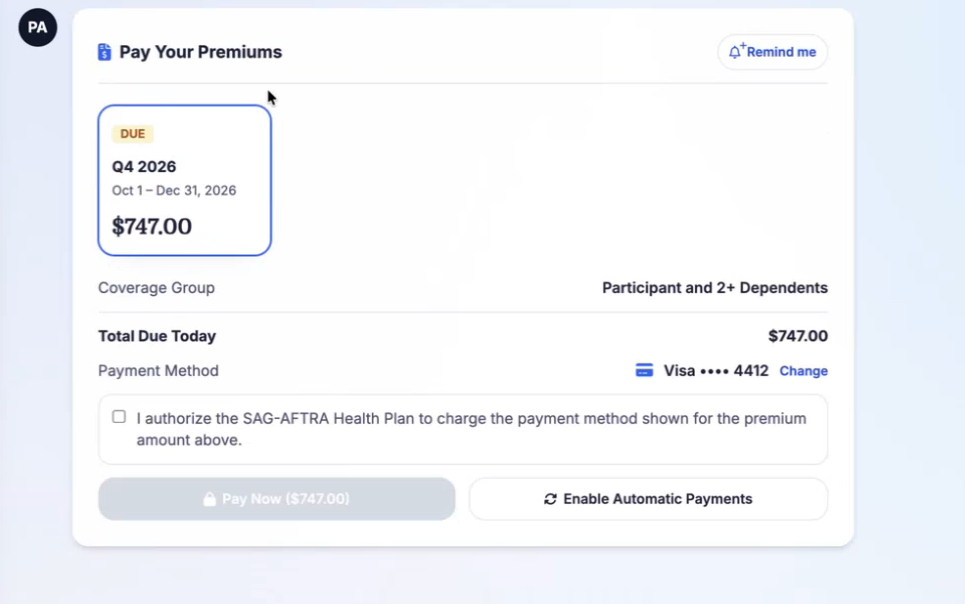 PA
Pay Your Premiums
Remind me
DUE
Q4 2026
Oct 1 – Dec 31, 2026
$747.00
Coverage Group
Participant and 2+ Dependents
Total Due Today
$747.00
Payment Method
Visa •••• 4412 Change
I authorize the SAG-AFTRA Health Plan to charge the payment method shown for the premium
amount above.
Pay Now ($747.00)
Enable Automatic Payments